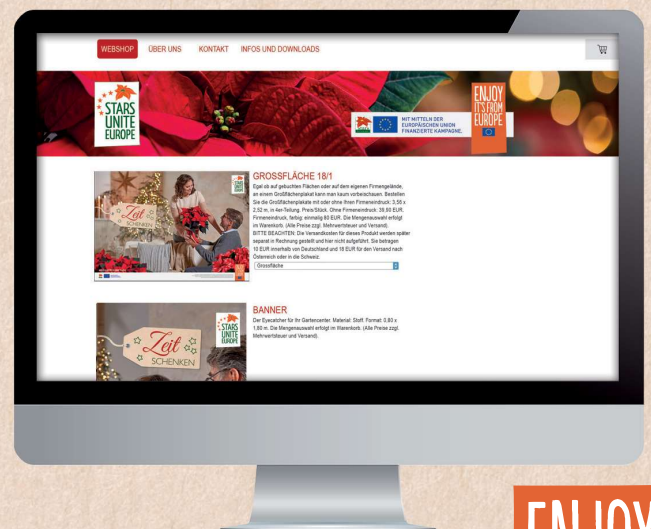 WEBSHOP ÜBER UNS KONTAKT INFOS UND DOWNLOADS
STARS
UNITE
EUROPE
MIT MITTELN DER
EUROPÄISCHEN UNION
FINANZIERTE KAMPAGNE.
ENJOY
IT'S FROM
EUROPE
GROSSFLÄCHE 18/1
Egal ob auf gebuchten Flächen oder auf dem eigenen Firmengelände,
an einem Großflächenplakat kann man kaum vorbeischauen. Bestellen
Sie die Großflächenplakate mit oder ohne Ihren Firmeneindruck: 3,56 x
2,52 m, in 4er-Teilung. Preis/Stück: Ohne Firmeneindruck: 39,90 EUR.
Firmeneindruck, farbig: einmalig 80 EUR. Die Mengenauswahl erfolgt
im Warenkorb. (Alle Preise zzgl. Mehrwertsteuer und Versand).
BITTE BEACHTEN: Die Versandkosten für dieses Produkt werden später
separat in Rechnung gestellt und hier nicht aufgeführt. Sie betragen
10 EUR innerhalb von Deutschland und 18 EUR für den Versand nach
Österreich oder in die Schweiz.
Grossfläche
Zeit
SCHENKEN
STARS
UNITE
EUROPE
BANNER
Der Eyecatcher für Ihr Gartencenter. Material: Stoff. Format: 0,80 x
1,80 m. Die Mengenauswahl erfolgt im Warenkorb. (Alle Preise zzgl.
Mehrwertsteuer und Versand).
Zeit
SCHENKEN
STARS
UNITE
EUROPE
ENJOY